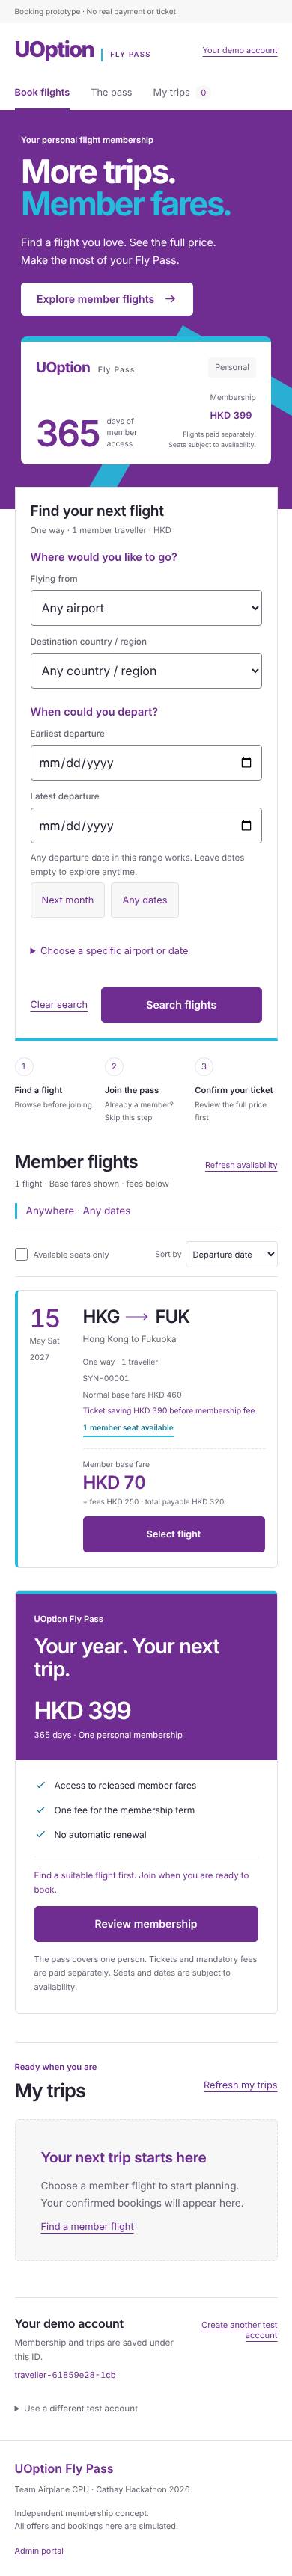 Booking prototype · No real payment or ticket
UOption FLY PASS
Your demo account
Book flights The pass My trips 0
Your personal flight membership
More trips.
Member fares.
Find a flight you love. See the full price.
Make the most of your Fly Pass.
Explore member flights →
UOption Fly Pass
Personal
365 days of member access
Membership
HKD 399
Flights paid separately.
Seats subject to availability.
Find your next flight
One way · 1 member traveller · HKD
Where would you like to go?
Flying from
Any airport
Destination country / region
Any country / region
When could you depart?
Earliest departure
mm/dd/yyyy
Latest departure
mm/dd/yyyy
Any departure date in this range works. Leave dates
empty to explore anytime.
Next month Any dates
Choose a specific airport or date
Clear search Search flights
1 2 3
Find a flight
Browse before joining
Join the pass
Already a member?
Skip this step
Confirm your ticket
Review the full price
first
Member flights
Refresh availability
1 flight · Base fares shown · fees below
Anywhere · Any dates
Available seats only
Sort by Departure date
15
May Sat
2027
HKG → FUK
Hong Kong to Fukuoka
One way · 1 traveller
SYN-00001
Normal base fare HKD 460
Ticket saving HKD 390 before membership fee
1 member seat available
Member base fare
HKD 70
+ fees HKD 250 · total payable HKD 320
Select flight
UOption Fly Pass
Your year. Your next
trip.
HKD 399
365 days · One personal membership
Access to released member fares
One fee for the membership term
No automatic renewal
Find a suitable flight first. Join when you are ready to
book.
Review membership
The pass covers one person. Tickets and mandatory fees
are paid separately. Seats and dates are subject to
availability.
Ready when you are
My trips
Refresh my trips
Your next trip starts here
Choose a member flight to start planning.
Your confirmed bookings will appear here.
Find a member flight
Your demo account
Create another test
account
Membership and trips are saved under
this ID.
traveller-61859e28-1cb
Use a different test account
UOption Fly Pass
Team Airplane CPU · Cathay Hackathon 2026
Independent membership concept.
All offers and bookings here are simulated.
Admin portal